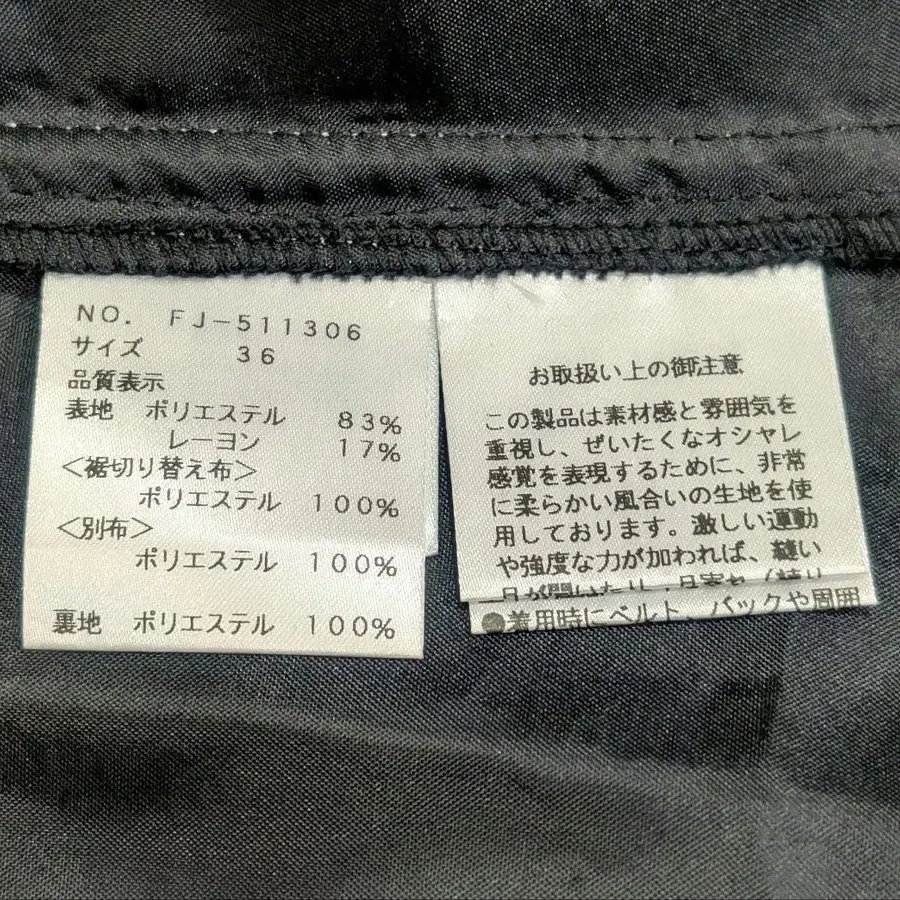 NO. FJ-511306
サイズ 36
品質表示
表地 ポリエステル 83%
レーヨン 17%
<裾切り替え布>
ポリエステル 100%
<別布>
ポリエステル 100%
裏地 ポリエステル 100%
お取扱い上の御注意
この製品は素材感と雰囲気を
重視し、ぜいたくなオシャレ
感覚を表現するために、非常
に柔らかい風合いの生地を使
用しております。激しい運動
や強度な力が加われば、縫い
●着用時にベルト、バックや周囲